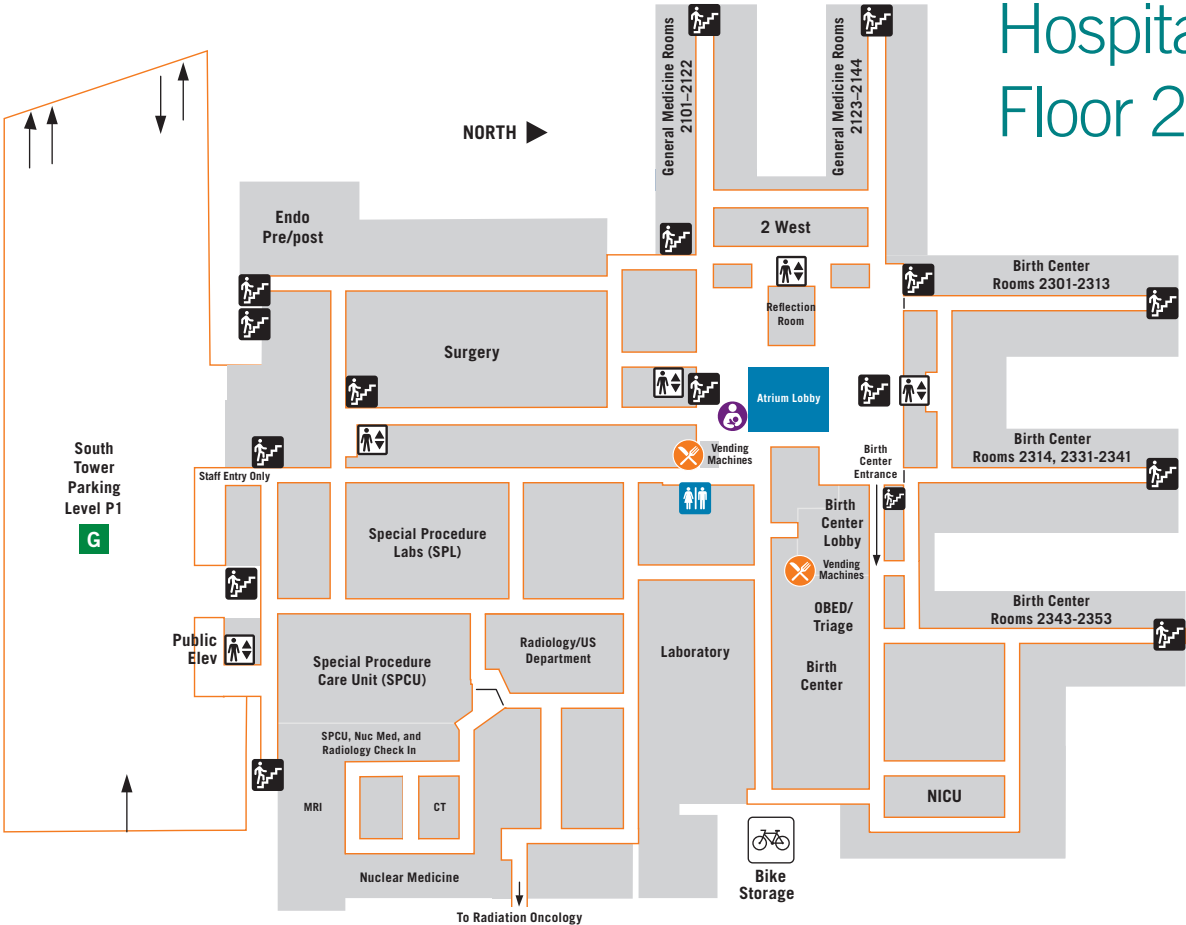 Hospita
Floor 2
NORTH
General Medicine Rooms
2101–2122
General Medicine Rooms
2123–2144
Endo
Pre/post
2 West
Birth Center
Rooms 2301-2313
Reflection
Room
Surgery
Atrium Lobby
South
Tower
Parking
Level P1
G
Staff Entry Only
Vending
Machines
Birth
Center
Entrance
Birth Center
Rooms 2314, 2331-2341
Special Procedure
Labs (SPL)
Birth
Center
Lobby
Vending
Machines
OBED/
Triage
Birth
Center
Birth Center
Rooms 2343-2353
Public
Elev
Special Procedure
Care Unit (SPCU)
Radiology/US
Department
Laboratory
SPCU, Nuc Med, and
Radiology Check In
MRI
CT
NICU
Nuclear Medicine
Bike
Storage
To Radiation Oncology